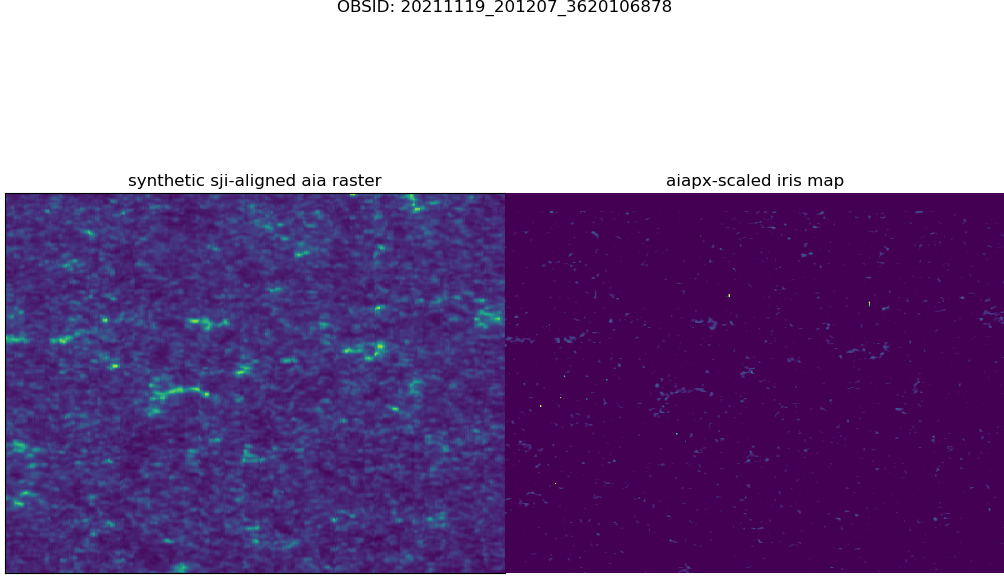 OBSID: 20211119_201207_3620106878
synthetic sji-aligned aia raster
aiapx-scaled iris map